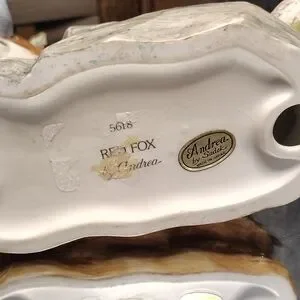 5618
RED FOX
by Andrea
Andrea
by Sadek